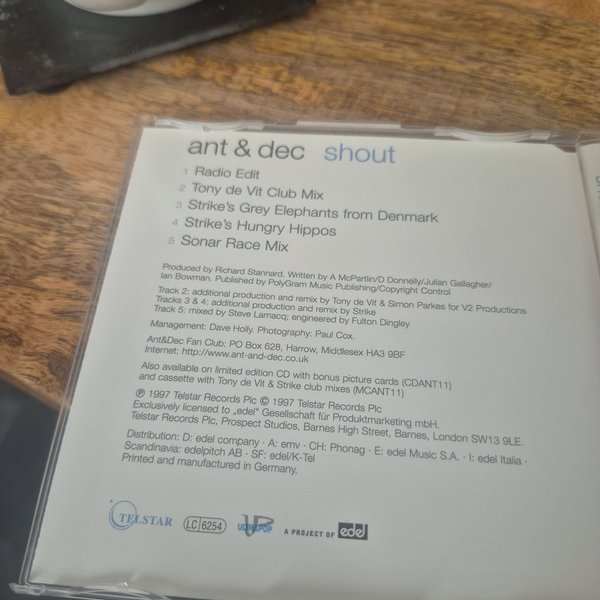 ant & dec shout
1 Radio Edit
2 Tony de Vit Club Mix
3 Strike's Grey Elephants from Denmark
4 Strike's Hungry Hippos
5 Sonar Race Mix
Produced by Richard Stannard. Written by A McPartlin/D Donnelly/Julian Gallagher/
Ian Bowman. Published by PolyGram Music Publishing/Copyright Control
Track 2: additional production and remix by Tony de Vit & Simon Parkes for V2 Productions
Tracks 3 & 4: additional production and remix by Strike
Track 5: mixed by Steve Lamacq; engineered by Fulton Dingley
Management: Dave Holly. Photography: Paul Cox.
Ant&Dec Fan Club: PO Box 628, Harrow, Middlesex HA3 9BF
Internet: http://www.ant-and-dec.co.uk
Also available on limited edition CD with bonus picture cards (CDANT11)
and cassette with Tony de Vit & Strike club mixes (MCANT11)
℗ 1997 Telstar Records Plc © 1997 Telstar Records Plc
Exclusively licensed to „edel" Gesellschaft für Produktmarketing mbH.
Telstar Records Plc, Prospect Studios, Barnes High Street, Barnes, London SW13 9LE.
Distribution: D: edel company · A: emv · CH: Phonag · E: edel Music S.A. · I: edel Italia ·
Scandinavia: edelpitch AB · SF: edel/K-Tel
Printed and manufactured in Germany.
TELSTAR LC 6254 ULTRAPOP A PROJECT OF edel